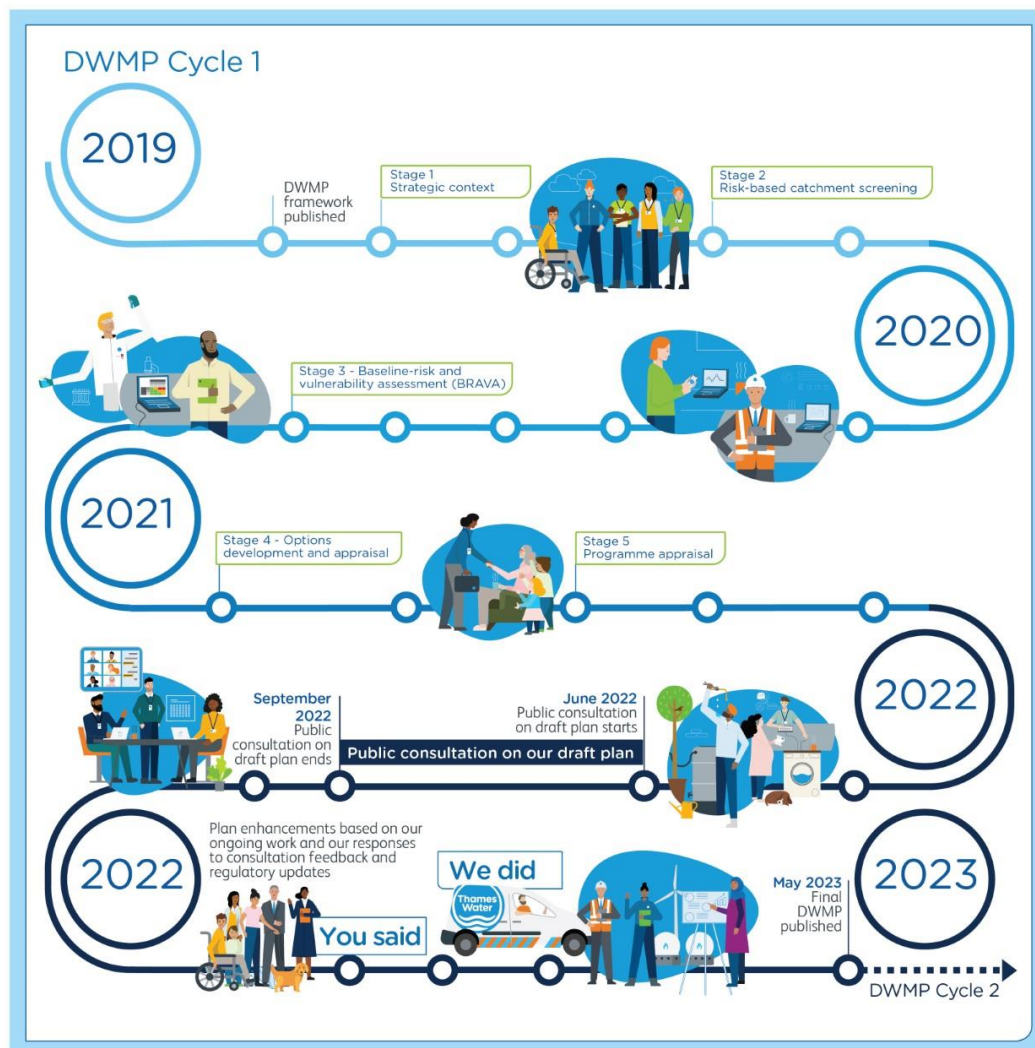 DWMP Cycle 1
2019
DWMP
framework
published
Stage 1
Strategic context
Stage 2
Risk-based catchment screening
2020
Stage 3 - Baseline-risk and
vulnerability assessment (BRAVA)
2021
Stage 4 - Options
development and appraisal
Stage 5
Programme appraisal
2022
June 2022
Public consultation
on draft plan starts
Public consultation on our draft plan
September
2022
Public
consultation on
draft plan ends
2022
Plan enhancements based on our
ongoing work and our responses
to consultation feedback and
regulatory updates
You said
We did
Thames
Water
May 2023
Final
DWMP
published
2023
DWMP Cycle 2